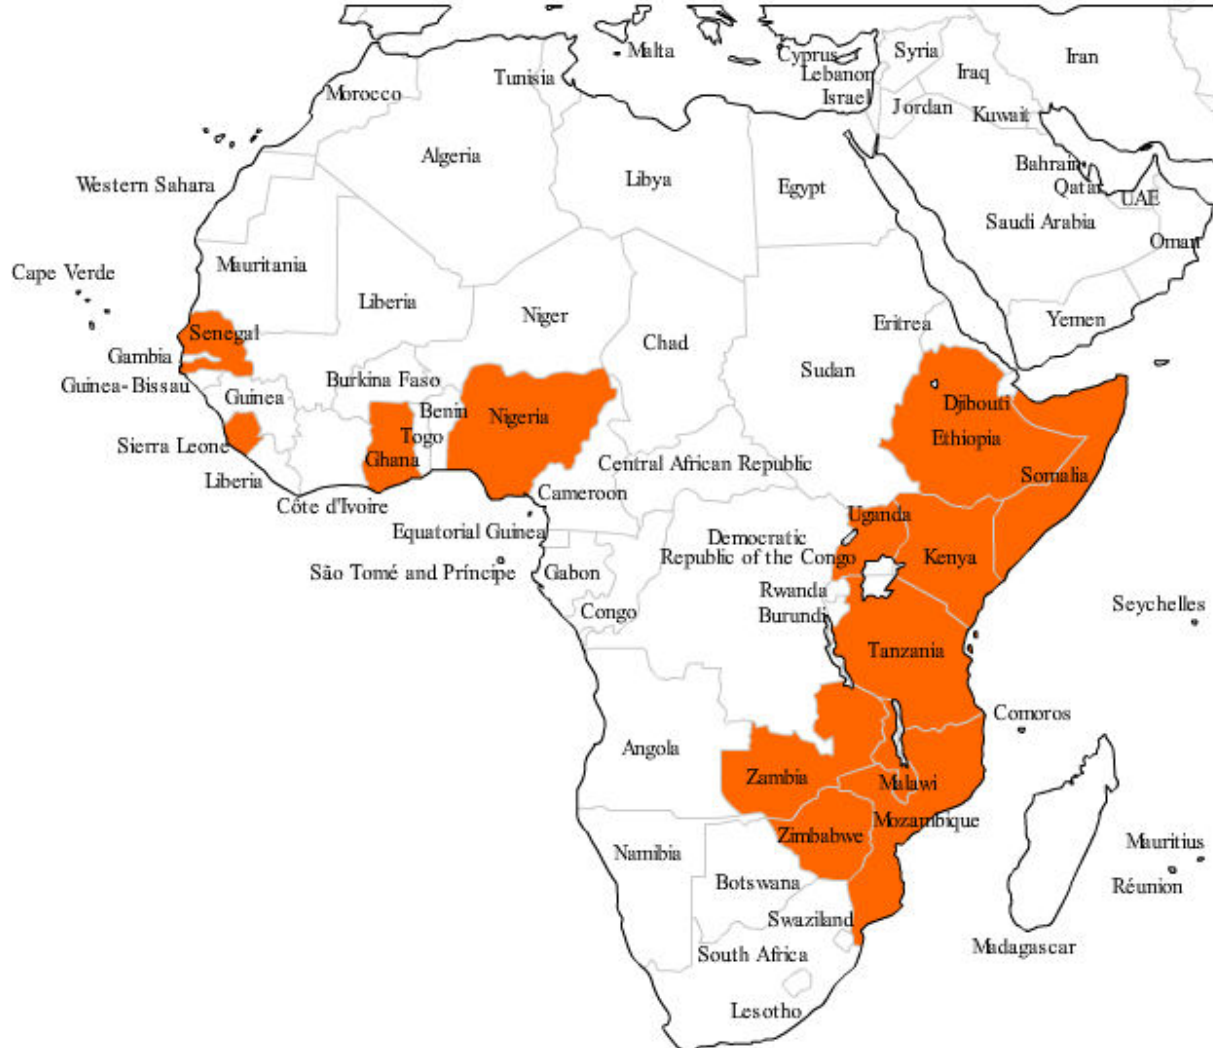 Malta
Cyprus
Syria
Lebanon
Iran
Iraq
Tunisia
Morocco
Israel
Jordan
Kuwait
Algeria
Bahrain
Western Sahara
Libya
Egypt
Qatar
UAE
Saudi Arabia
Oman
Mauritania
Cape Verde
Liberia
Niger
Eritrea
Yemen
Senegal
Chad
Gambia
Sudan
Guinea-Bissau
Burkina Faso
Guinea
Benin
Nigeria
Djibouti
Togo
Ethiopia
Sierra Leone
Ghana
Central African Republic
Somalia
Liberia
Cameroon
Côte d'Ivoire
Uganda
Equatorial Guinea
Democratic
Republic of the Congo
Kenya
São Tomé and Príncipe
Gabon
Rwanda
Congo
Burundi
Seychelles
Tanzania
Comoros
Angola
Zambia
Malawi
Mozambique
Zimbabwe
Mauritius
Namibia
Botswana
Réunion
Swaziland
Madagascar
South Africa
Lesotho